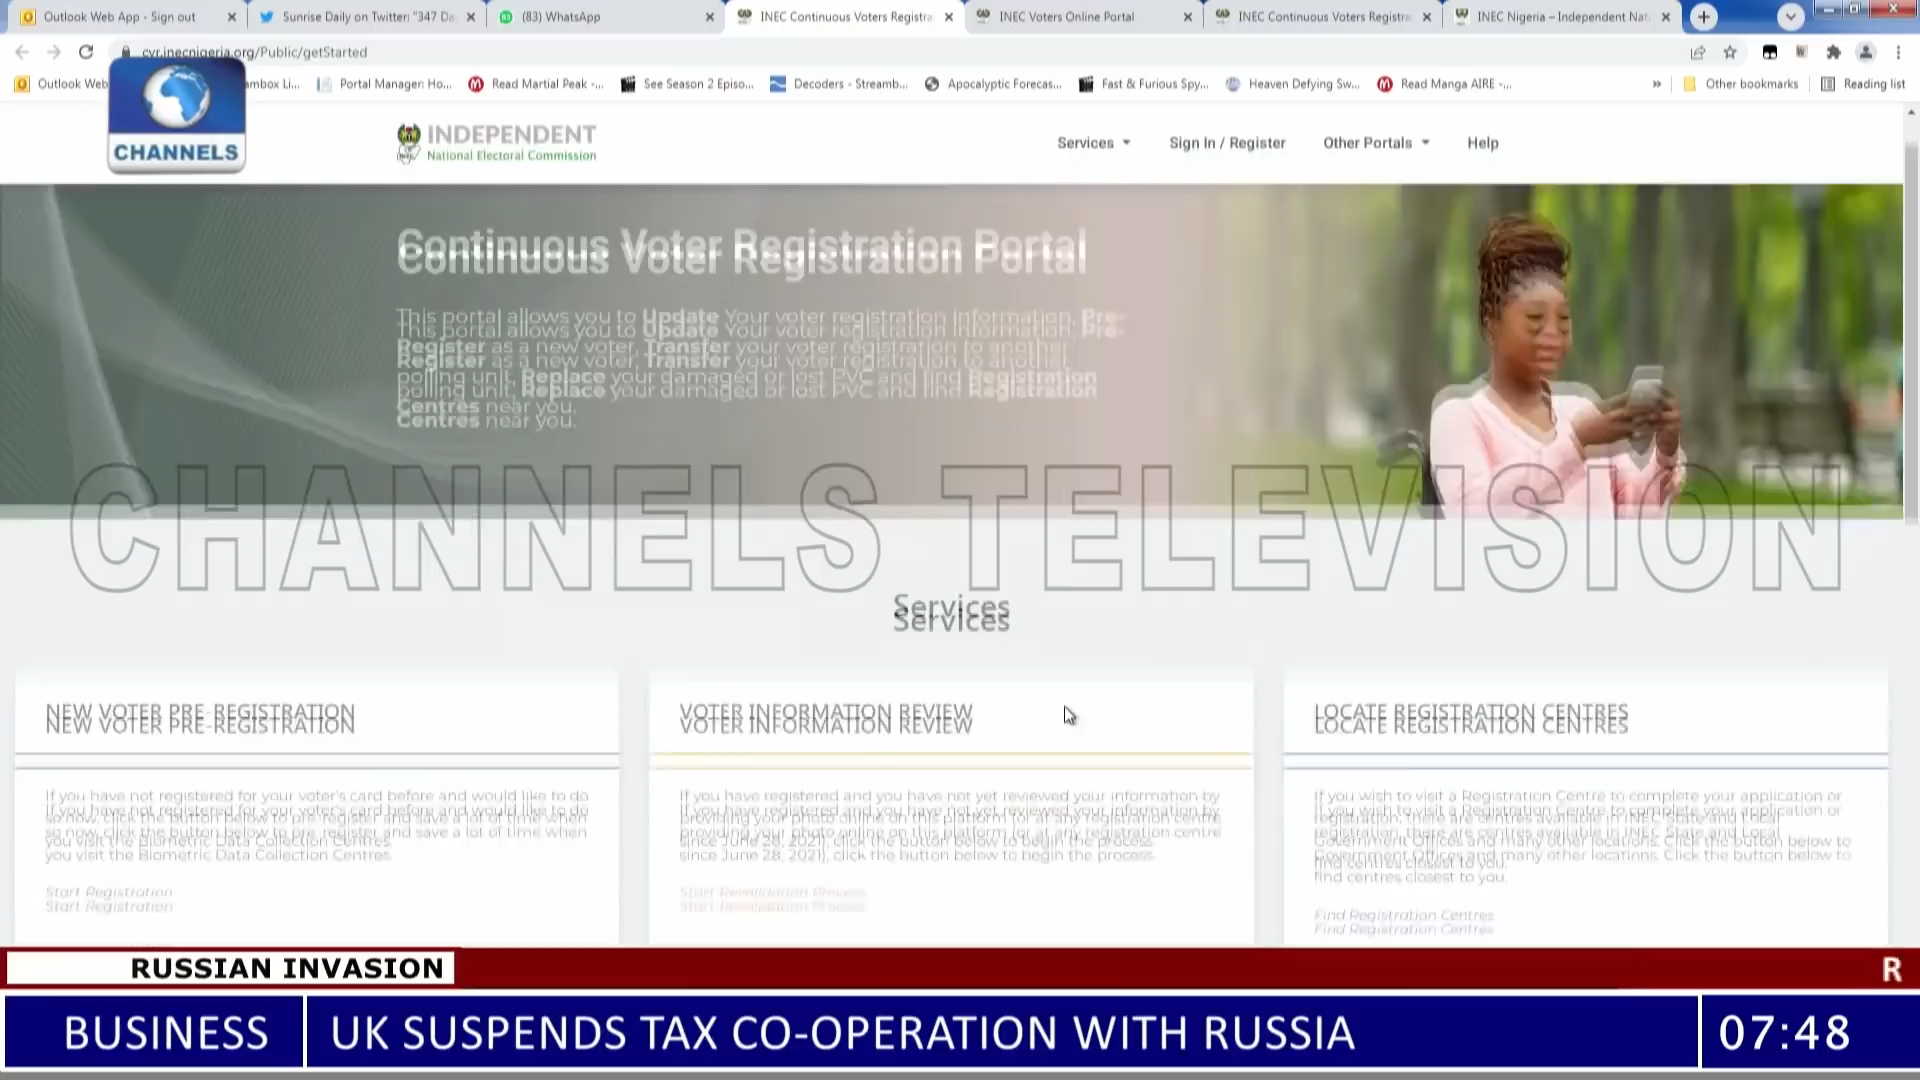 Outlook Web App - Sign out
Sunrise Daily on Twitter: "347 Da
(83) WhatsApp
INEC Continuous Voters Registra
INEC Voters Online Portal
INEC Continuous Voters Registra
INEC Nigeria – Independent Nat
cvr.inecnigeria.org/Public/getStarted
Outlook Web
ambox Li...
Portal Manager: Ho...
Read Martial Peak -...
See Season 2 Episo...
Decoders - Streamb...
Apocalyptic Forecas...
Fast & Furious Spy...
Heaven Defying Sw...
Read Manga AIRE -...
Other bookmarks
Reading list
CHANNELS
INDEPENDENT
National Electoral Commission
Services
Sign In / Register
Other Portals
Help
Continuous Voter Registration Portal
This portal allows you to Update Your voter registration Information, Pre-
Register as a new voter, Transfer your voter registration to another
polling unit, Replace your damaged or lost PVC and find Registration
Centres near you.
CHANNELS TELEVISION
Services
NEW VOTER PRE-REGISTRATION
If you have not registered for your voter's card before and would like to do
so now, click the button below to pre register and save a lot of time when
you visit the Biometric Data Collection Centres.
Start Registration
VOTER INFORMATION REVIEW
If you have registered and you have not yet reviewed your information by
providing your photo online on this platform (or at any registration centre
since June 28, 2021), click the button below to begin the process.
Start Revalidation Process
LOCATE REGISTRATION CENTRES
If you wish to visit a Registration Centre to complete your application or
registration, there are centres available in INEC State and Local
Government Offices and many other locations. Click the button below to
find centres closest to you.
Find Registration Centres
RUSSIAN INVASION
R
BUSINESS
UK SUSPENDS TAX CO-OPERATION WITH RUSSIA
07:48